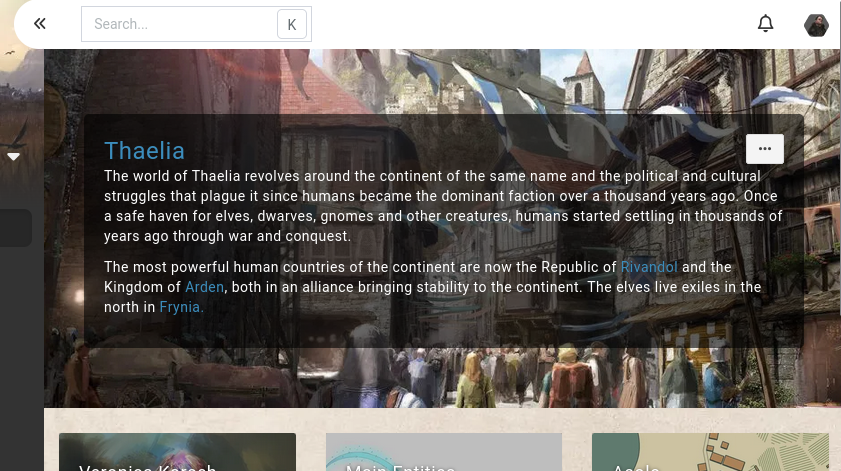 Search...
K
Thaelia
...
The world of Thaelia revolves around the continent of the same name and the political and cultural
struggles that plague it since humans became the dominant faction over a thousand years ago. Once
a safe haven for elves, dwarves, gnomes and other creatures, humans started settling in thousands of
years ago through war and conquest.
The most powerful human countries of the continent are now the Republic of Rivandol and the
Kingdom of Arden, both in an alliance bringing stability to the continent. The elves live exiles in the
north in Frynia.
Main Entities